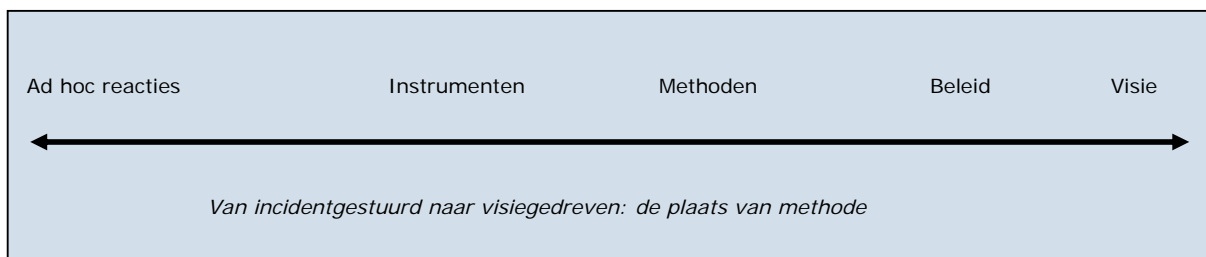 Ad hoc reacties Instrumenten Methoden Beleid Visie
Van incidentgestuurd naar visiegedreven: de plaats van methode